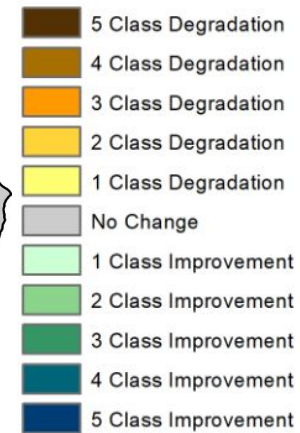 5 Class Degradation
4 Class Degradation
3 Class Degradation
2 Class Degradation
1 Class Degradation
No Change
1 Class Improvement
2 Class Improvement
3 Class Improvement
4 Class Improvement
5 Class Improvement